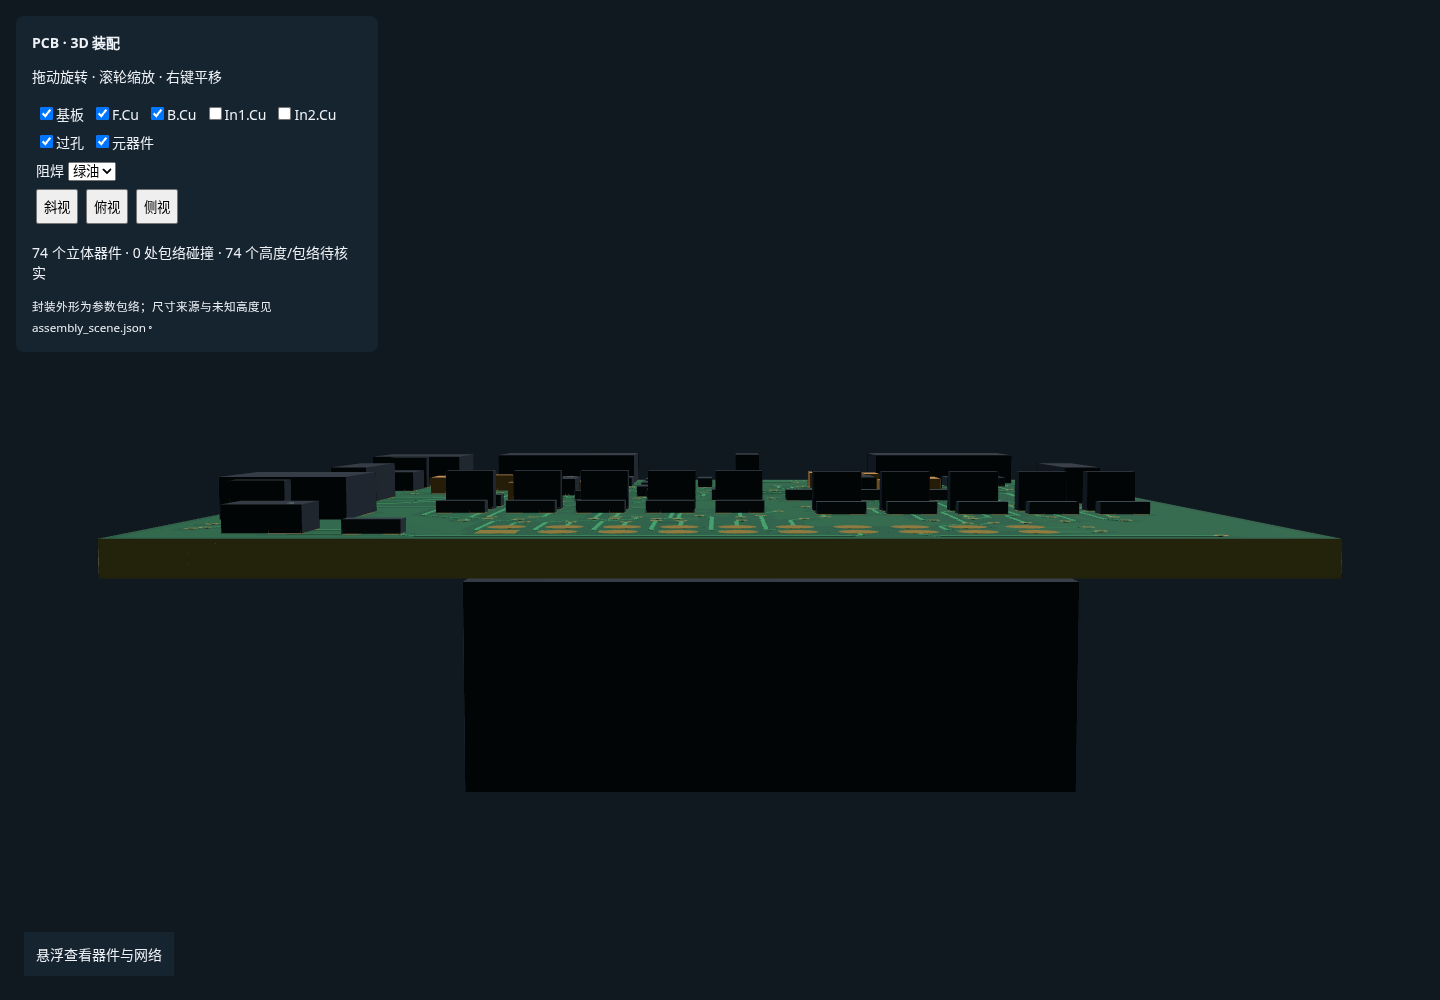 PCB · 3D 装配
拖动旋转 · 滚轮缩放 · 右键平移
基板 F.Cu B.Cu In1.Cu In2.Cu
过孔 元器件
阻焊 绿油
斜视 俯视 侧视
74 个立体器件 · 0 处包络碰撞 · 74 个高度/包络待核
实
封装外形为参数包络；尺寸来源与未知高度见
assembly_scene.json。
悬浮查看器件与网络